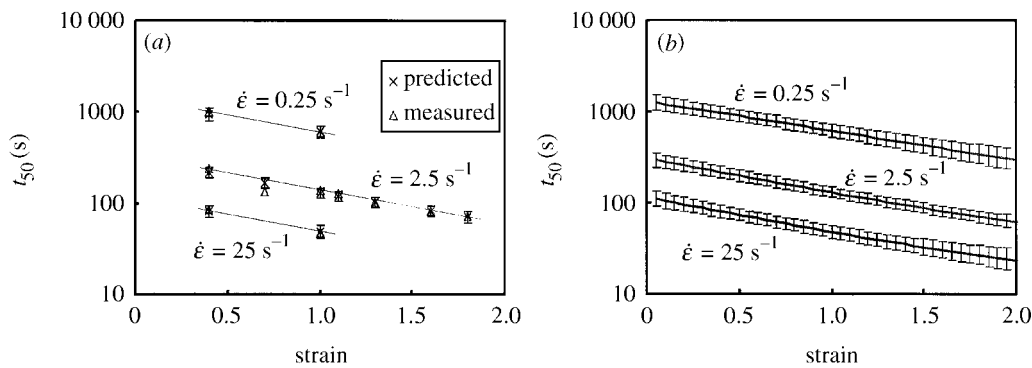 10 000
(a)
× predicted
Δ measured
ε̇ = 0.25 s⁻¹
1000
t₅₀ (s)
ε̇ = 2.5 s⁻¹
100
ε̇ = 25 s⁻¹
10
0 0.5 1.0 1.5 2.0
strain
10 000
(b)
ε̇ = 0.25 s⁻¹
1000
t₅₀ (s)
ε̇ = 2.5 s⁻¹
100
ε̇ = 25 s⁻¹
10
0 0.5 1.0 1.5 2.0
strain